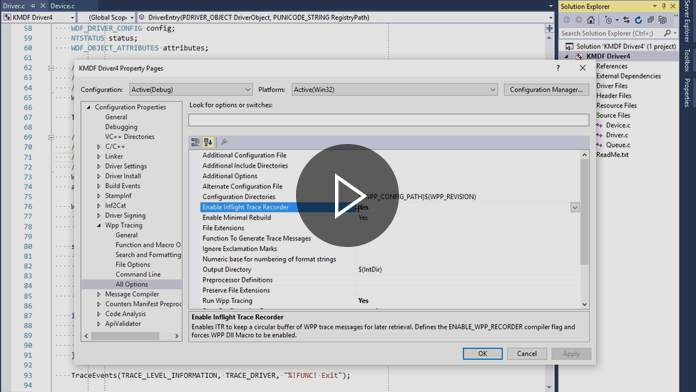 Driver.c
Device.c
KMDF Driver4
(Global Scope)
DriverEntry(PDRIVER_OBJECT DriverObject, PUNICODE_STRING RegistryPath)
58 WDF_DRIVER_CONFIG config;
59 NTSTATUS status;
60 WDF_OBJECT_ATTRIBUTES attributes;
Solution Explorer
Search Solution Explorer (Ctrl+;)
Solution 'KMDF Driver4' (1 project)
KMDF Driver4
References
External Dependencies
Driver Files
Header Files
Resource Files
Source Files
Device.c
Driver.c
Queue.c
ReadMe.txt
Server Explorer
Toolbox
Properties
KMDF Driver4 Property Pages
Configuration: Active(Debug)
Platform: Active(Win32)
Configuration Manager...
Configuration Properties
General
Debugging
VC++ Directories
C/C++
Linker
Driver Settings
Driver Install
Build Events
StampInf
Inf2Cat
Driver Signing
Wpp Tracing
General
Function and Macro O
Search and Formatting
File Options
Command Line
All Options
Message Compiler
Counters Manifest Preproc
Code Analysis
ApiValidator
Look for options or switches:
Additional Configuration File
Additional Include Directories
Additional Options
Alternate Configuration File
Configuration Directories WPP_CONFIG_PATH)$(WPP_REVISION)
Enable Inflight Trace Recorder Yes
Enable Minimal Rebuild Yes
File Extensions
Function To Generate Trace Messages
Ignore Exclamation Marks
Numeric base for numbering of format strings
Output Directory $(IntDir)
Preprocessor Definitions
Preserve File Extensions
Run Wpp Tracing Yes
Enable Inflight Trace Recorder
Enables ITR to keep a circular buffer of WPP trace messages for later retrieval. Defines the ENABLE_WPP_RECORDER compiler flag and
forces WPP Dll Macro to be enabled.
OK
Cancel
Apply
62
69
70
71
72
80
90
91 }
93 TraceEvents(TRACE_LEVEL_INFORMATION, TRACE_DRIVER, "%!FUNC! Exit");